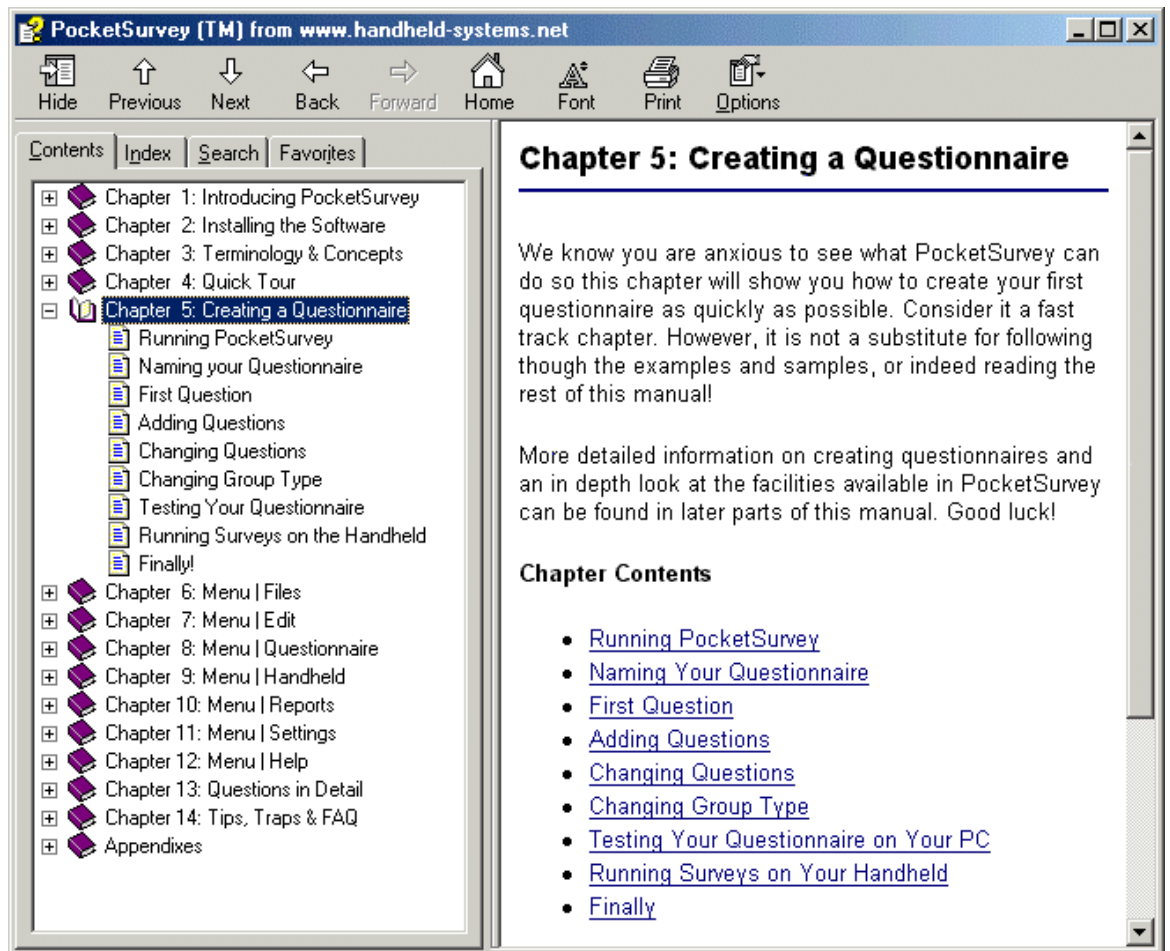 PocketSurvey (TM) from www.handheld-systems.net
Hide Previous Next Back Forward Home Font Print Options
Contents Index Search Favorites
Chapter 1: Introducing PocketSurvey
Chapter 2: Installing the Software
Chapter 3: Terminology & Concepts
Chapter 4: Quick Tour
Chapter 5: Creating a Questionnaire
Running PocketSurvey
Naming your Questionnaire
First Question
Adding Questions
Changing Questions
Changing Group Type
Testing Your Questionnaire
Running Surveys on the Handheld
Finally!
Chapter 6: Menu | Files
Chapter 7: Menu | Edit
Chapter 8: Menu | Questionnaire
Chapter 9: Menu | Handheld
Chapter 10: Menu | Reports
Chapter 11: Menu | Settings
Chapter 12: Menu | Help
Chapter 13: Questions in Detail
Chapter 14: Tips, Traps & FAQ
Appendixes
Chapter 5: Creating a Questionnaire
We know you are anxious to see what PocketSurvey can
do so this chapter will show you how to create your first
questionnaire as quickly as possible. Consider it a fast
track chapter. However, it is not a substitute for following
though the examples and samples, or indeed reading the
rest of this manual!
More detailed information on creating questionnaires and
an in depth look at the facilities available in PocketSurvey
can be found in later parts of this manual. Good luck!
Chapter Contents
Running PocketSurvey
Naming Your Questionnaire
First Question
Adding Questions
Changing Questions
Changing Group Type
Testing Your Questionnaire on Your PC
Running Surveys on Your Handheld
Finally